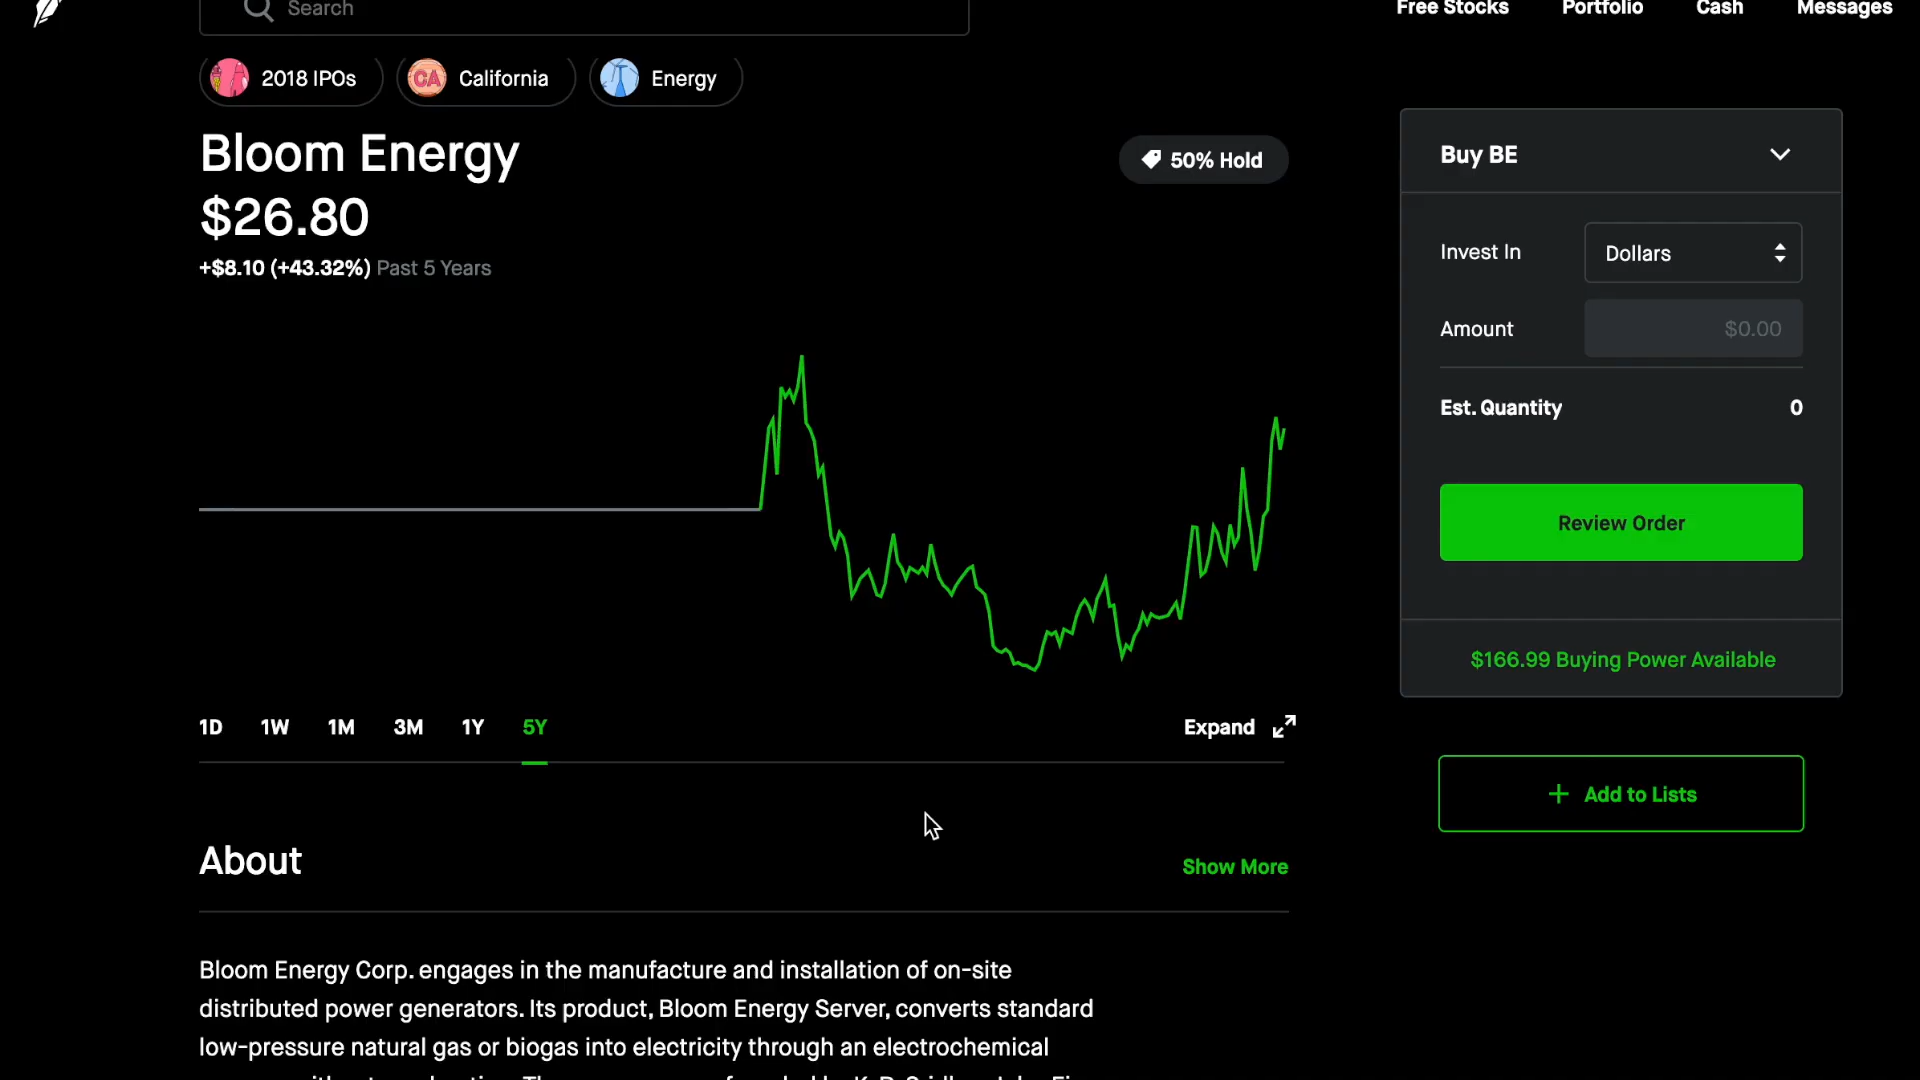 Search
Free Stocks
Portfolio
Cash
Messages
2018 IPOs
CA
California
Energy
Bloom Energy
$26.80
+$8.10 (+43.32%) Past 5 Years
50% Hold
Buy BE
Invest In
Dollars
Amount
$0.00
Est. Quantity
0
Review Order
$166.99 Buying Power Available
1D
1W
1M
3M
1Y
5Y
Expand
Add to Lists
About
Show More
Bloom Energy Corp. engages in the manufacture and installation of on-site
distributed power generators. Its product, Bloom Energy Server, converts standard
low-pressure natural gas or biogas into electricity through an electrochemical